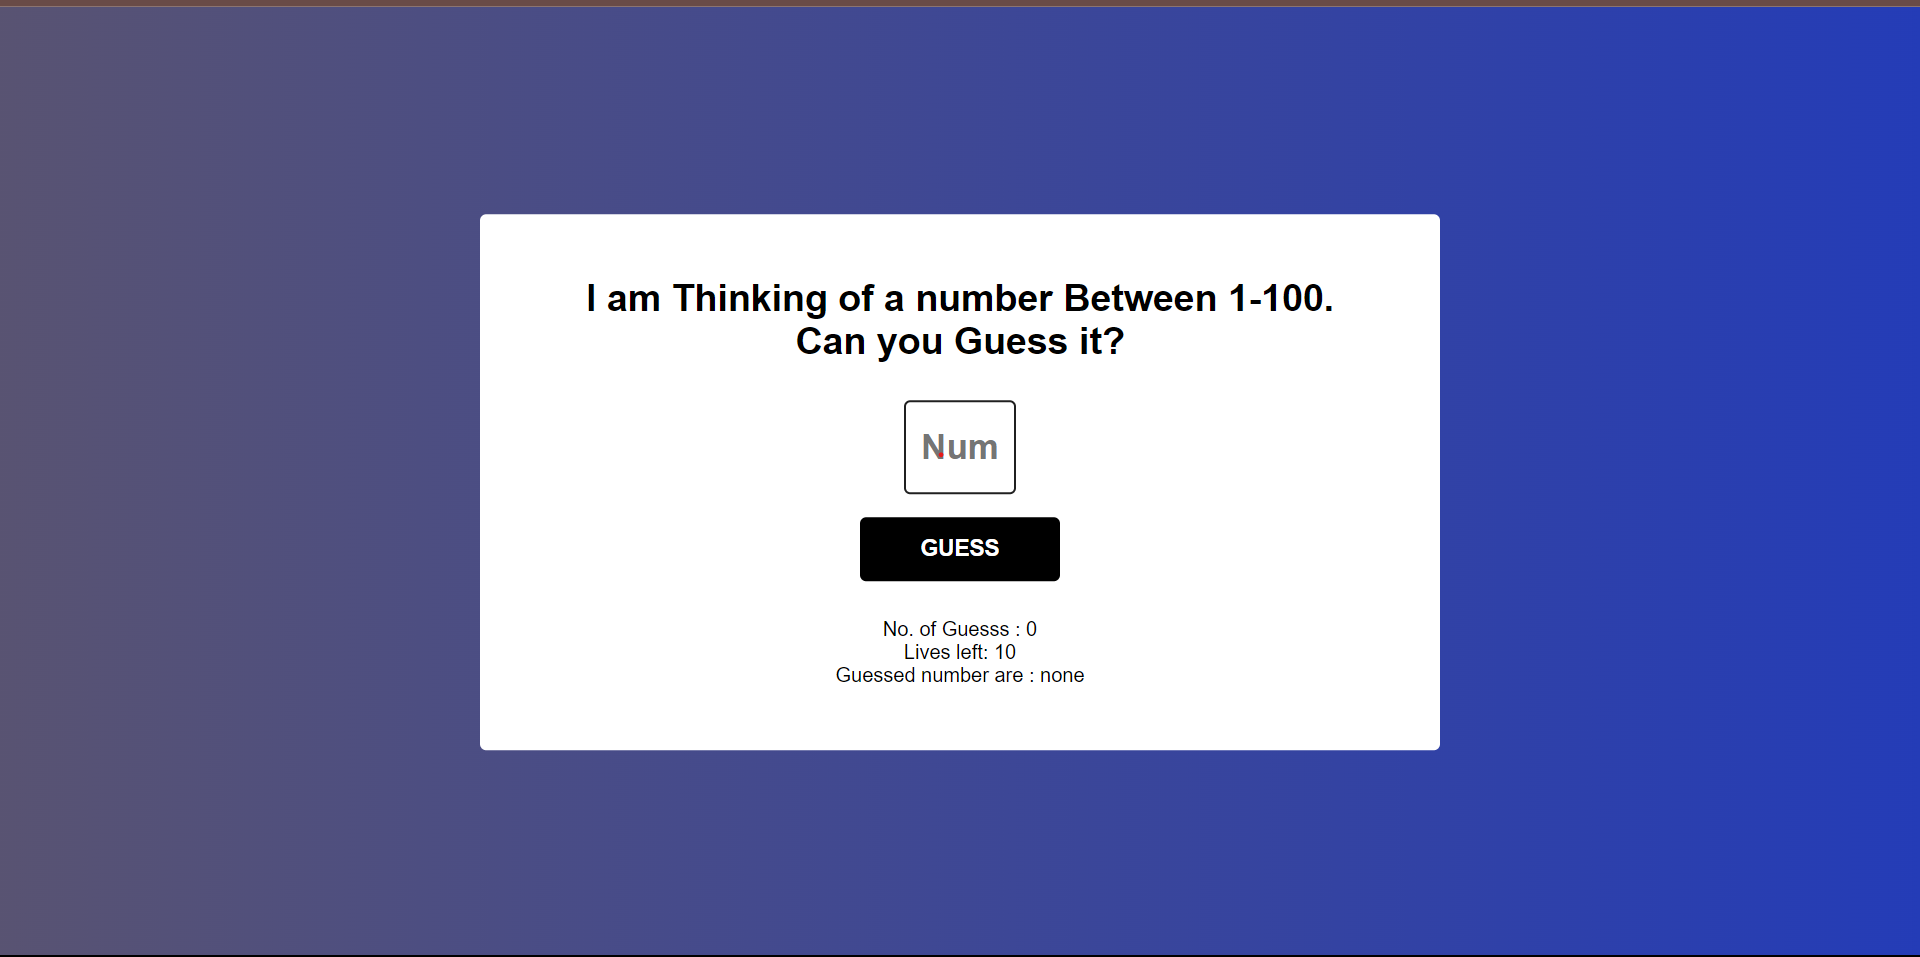 I am Thinking of a number Between 1-100.
Can you Guess it?
Num
GUESS
No. of Guesss : 0
Lives left: 10
Guessed number are : none